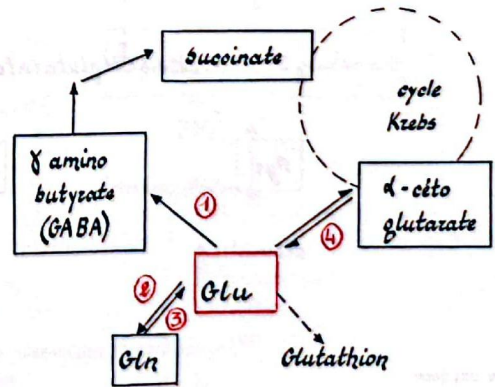 succinate
cycle
Krebs
γ amino
butyrate
(GABA)
α-céto
glutarate
①
④
Glu
②
③
Gln
Glutathion